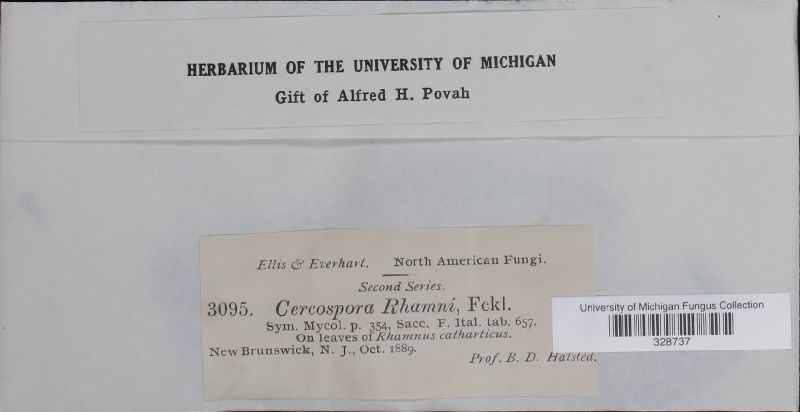 HERBARIUM OF THE UNIVERSITY OF MICHIGAN
Gift of Alfred H. Povah
Ellis & Everhart. North American Fungi.
Second Series.
3095. Cercospora Rhamni, Fckl.
Sym. Mycol. p. 354, Sacc. F. Ital. tab. 657.
On leaves of Rhamnus catharticus.
New Brunswick, N. J., Oct. 1889.
Prof. B. D. Halsted.
University of Michigan Fungus Collection
328737